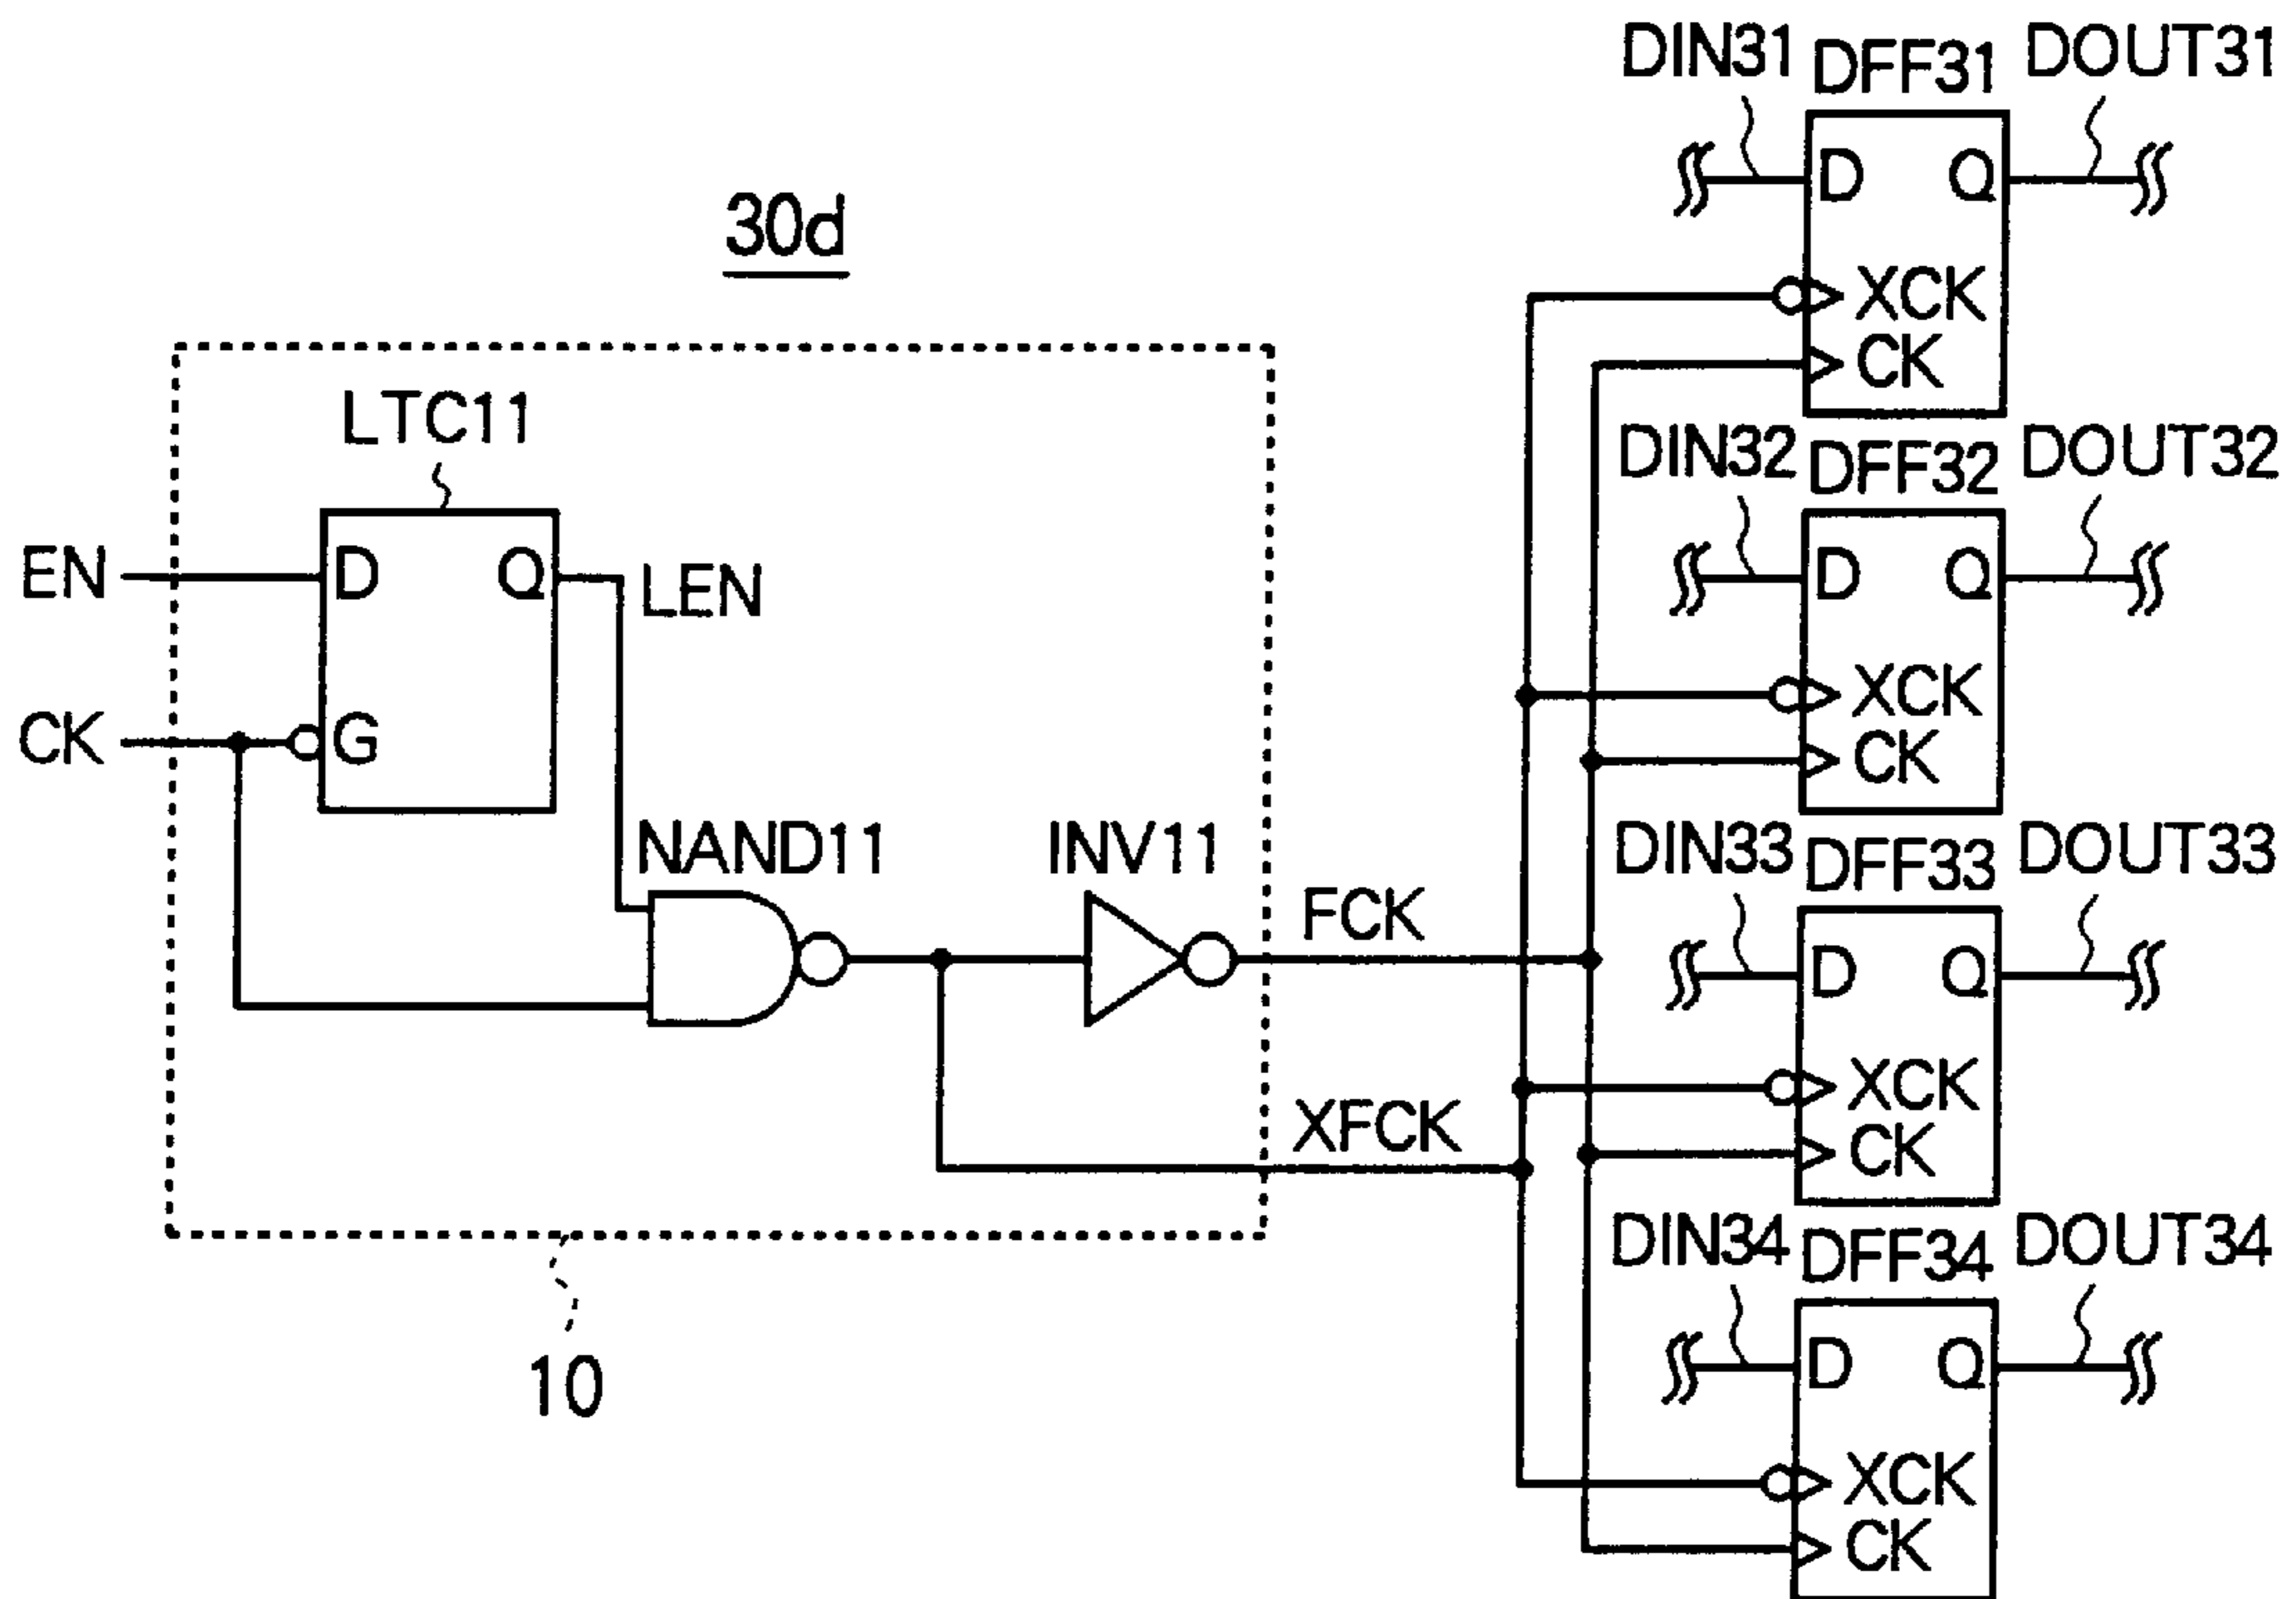 30d
LTC11
EN
D
Q
LEN
CK
G
NAND11
INV11
FCK
XFCK
10
DIN31
DFF31
DOUT31
D
Q
XCK
CK
DIN32
DFF32
DOUT32
D
Q
XCK
CK
DIN33
DFF33
DOUT33
D
Q
XCK
CK
DIN34
DFF34
DOUT34
D
Q
XCK
CK